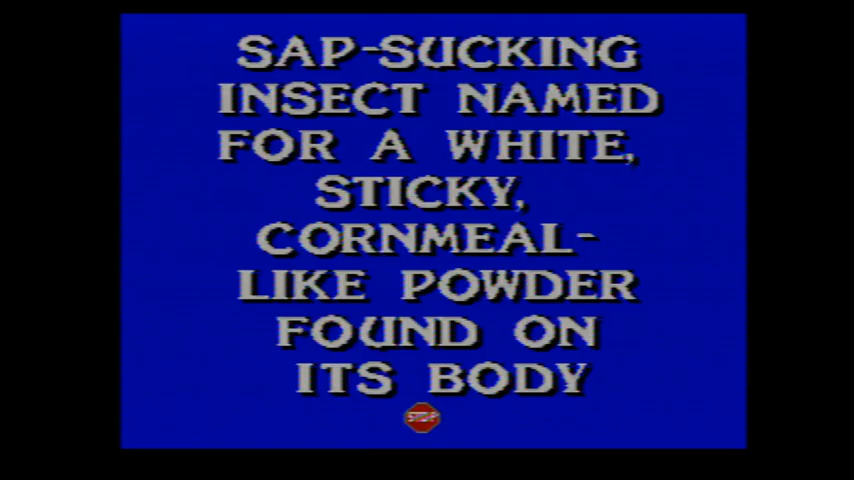 SAP-SUCKING
INSECT NAMED
FOR A WHITE,
STICKY,
CORNMEAL-
LIKE POWDER
FOUND ON
ITS BODY
STOP